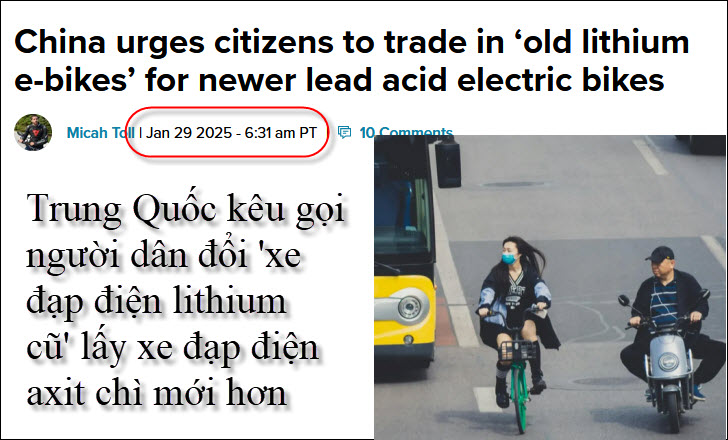 China urges citizens to trade in ‘old lithium
e-bikes’ for newer lead acid electric bikes
Micah Toll | Jan 29 2025 - 6:31 am PT 10 Comments
Trung Quốc kêu gọi
người dân đổi 'xe
đạp điện lithium
cũ' lấy xe đạp điện
axit chì mới hơn